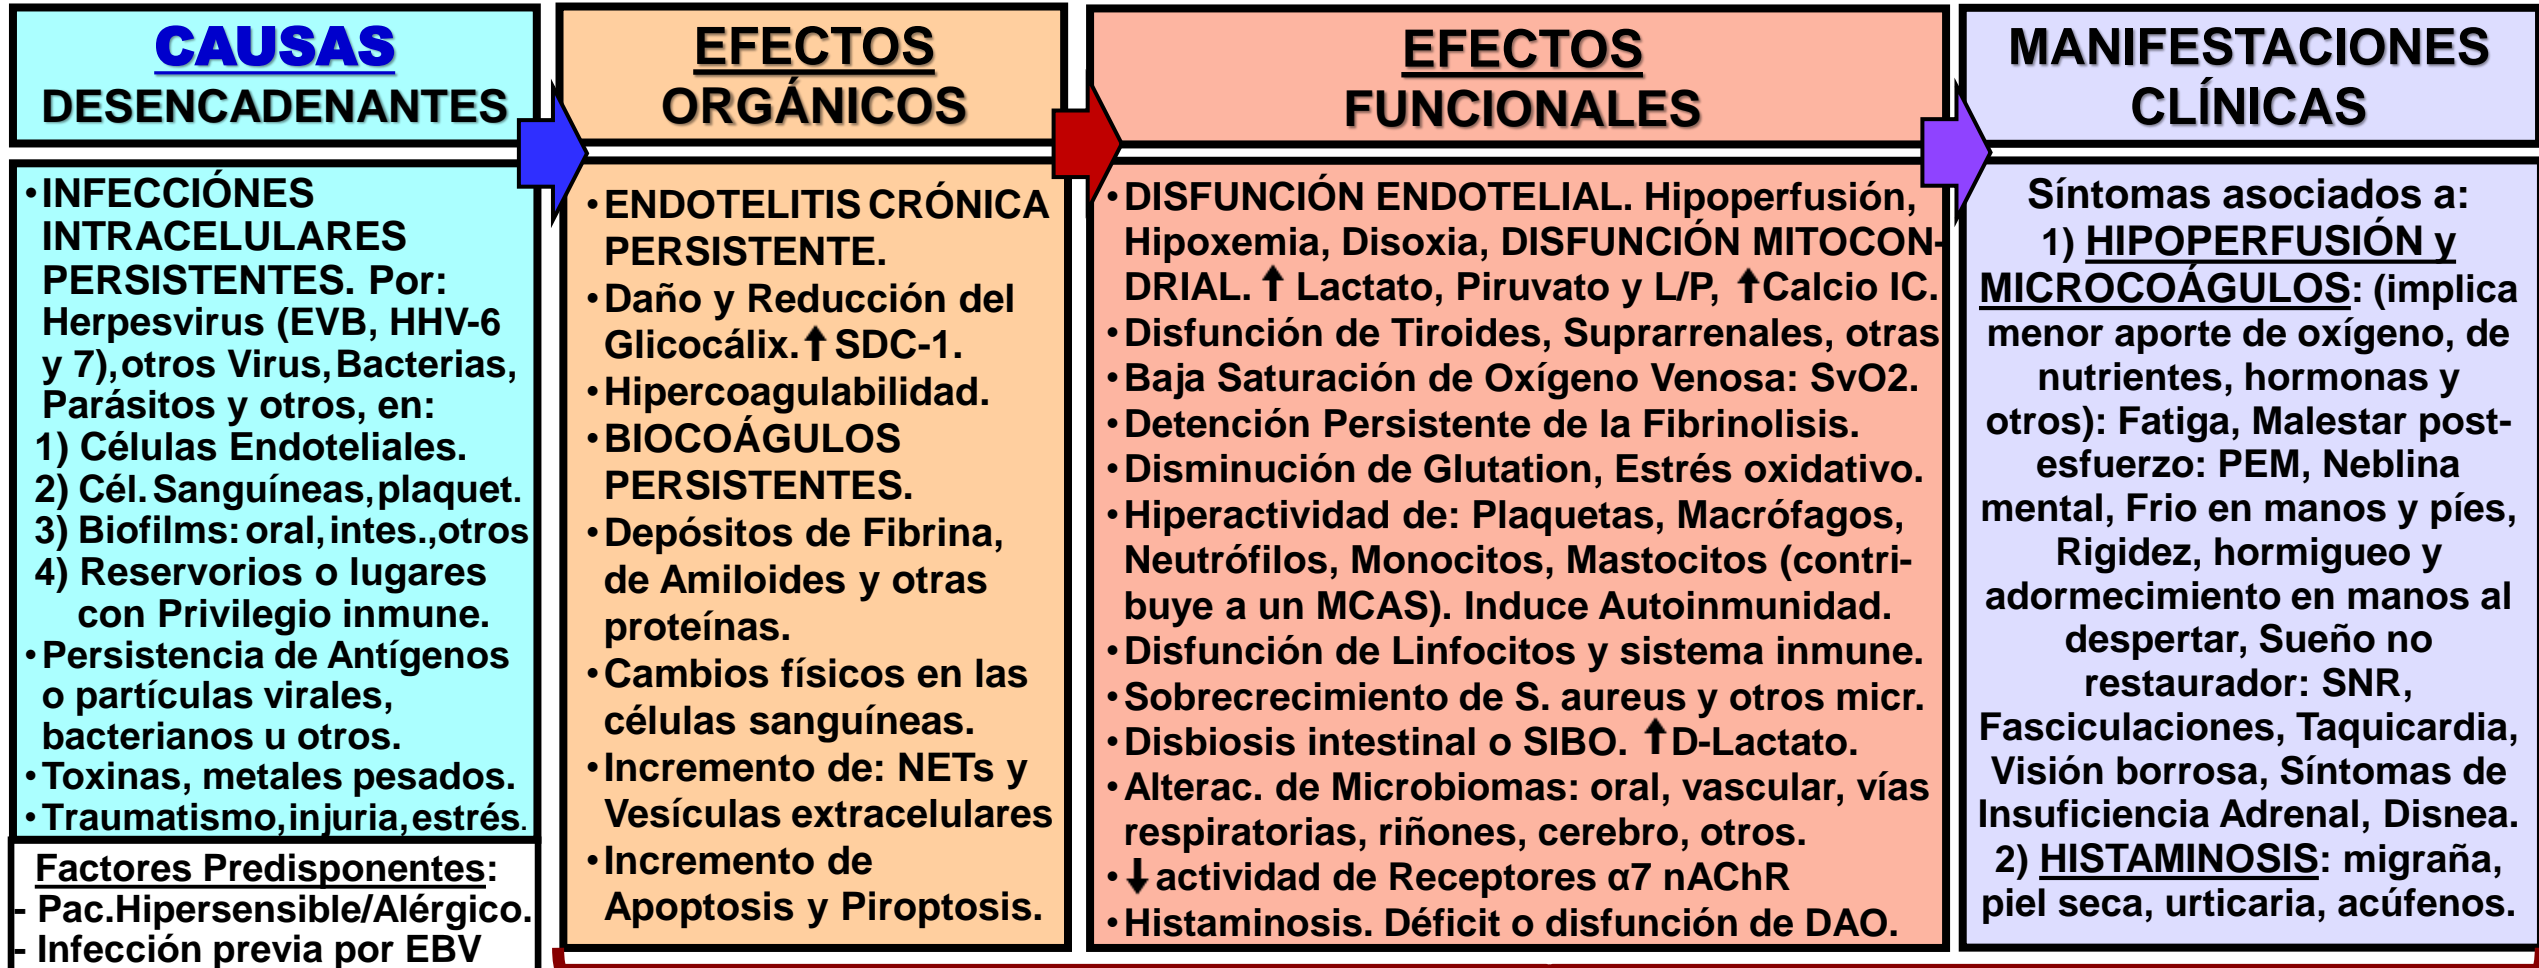 CAUSAS
DESENCADENANTES
•INFECCIÓNES
INTRACELULARES
PERSISTENTES. Por:
Herpesvirus (EVB, HHV-6
y 7), otros Virus, Bacterias,
Parásitos y otros, en:
1) Células Endoteliales.
2) Cél. Sanguíneas, plaquet.
3) Biofilms: oral, intes., otros
4) Reservorios o lugares
con Privilegio inmune.
•Persistencia de Antígenos
o partículas virales,
bacterianos u otros.
•Toxinas, metales pesados.
•Traumatismo, injuria, estrés.
Factores Predisponentes:
- Pac.Hipersensible/Alérgico.
- Infección previa por EBV
EFECTOS
ORGÁNICOS
•ENDOTELITIS CRÓNICA
PERSISTENTE.
•Daño y Reducción del
Glicocálix. ↑ SDC-1.
•Hipercoagulabilidad.
•BIOCOÁGULOS
PERSISTENTES.
•Depósitos de Fibrina,
de Amiloides y otras
proteínas.
•Cambios físicos en las
células sanguíneas.
•Incremento de: NETs y
Vesículas extracelulares
•Incremento de
Apoptosis y Piroptosis.
EFECTOS
FUNCIONALES
•DISFUNCIÓN ENDOTELIAL. Hipoperfusión,
Hipoxemia, Disoxia, DISFUNCIÓN MITOCON-
DRIAL. ↑ Lactato, Piruvato y L/P, ↑Calcio IC.
•Disfunción de Tiroides, Suprarrenales, otras
•Baja Saturación de Oxígeno Venosa: SvO2.
•Detención Persistente de la Fibrinolisis.
•Disminución de Glutation, Estrés oxidativo.
•Hiperactividad de: Plaquetas, Macrófagos,
Neutrófilos, Monocitos, Mastocitos (contri-
buye a un MCAS). Induce Autoinmunidad.
•Disfunción de Linfocitos y sistema inmune.
•Sobrecrecimiento de S. aureus y otros micr.
•Disbiosis intestinal o SIBO. ↑D-Lactato.
•Alterac. de Microbiomas: oral, vascular, vías
respiratorias, riñones, cerebro, otros.
•↓ actividad de Receptores α7 nAChR
•Histaminosis. Déficit o disfunción de DAO.
MANIFESTACIONES
CLÍNICAS
Síntomas asociados a:
1) HIPOPERFUSIÓN y
MICROCOÁGULOS: (implica
menor aporte de oxígeno, de
nutrientes, hormonas y
otros): Fatiga, Malestar post-
esfuerzo: PEM, Neblina
mental, Frio en manos y píes,
Rigidez, hormigueo y
adormecimiento en manos al
despertar, Sueño no
restaurador: SNR,
Fasciculaciones, Taquicardia,
Visión borrosa, Síntomas de
Insuficiencia Adrenal, Disnea.
2) HISTAMINOSIS: migraña,
piel seca, urticaria, acúfenos.